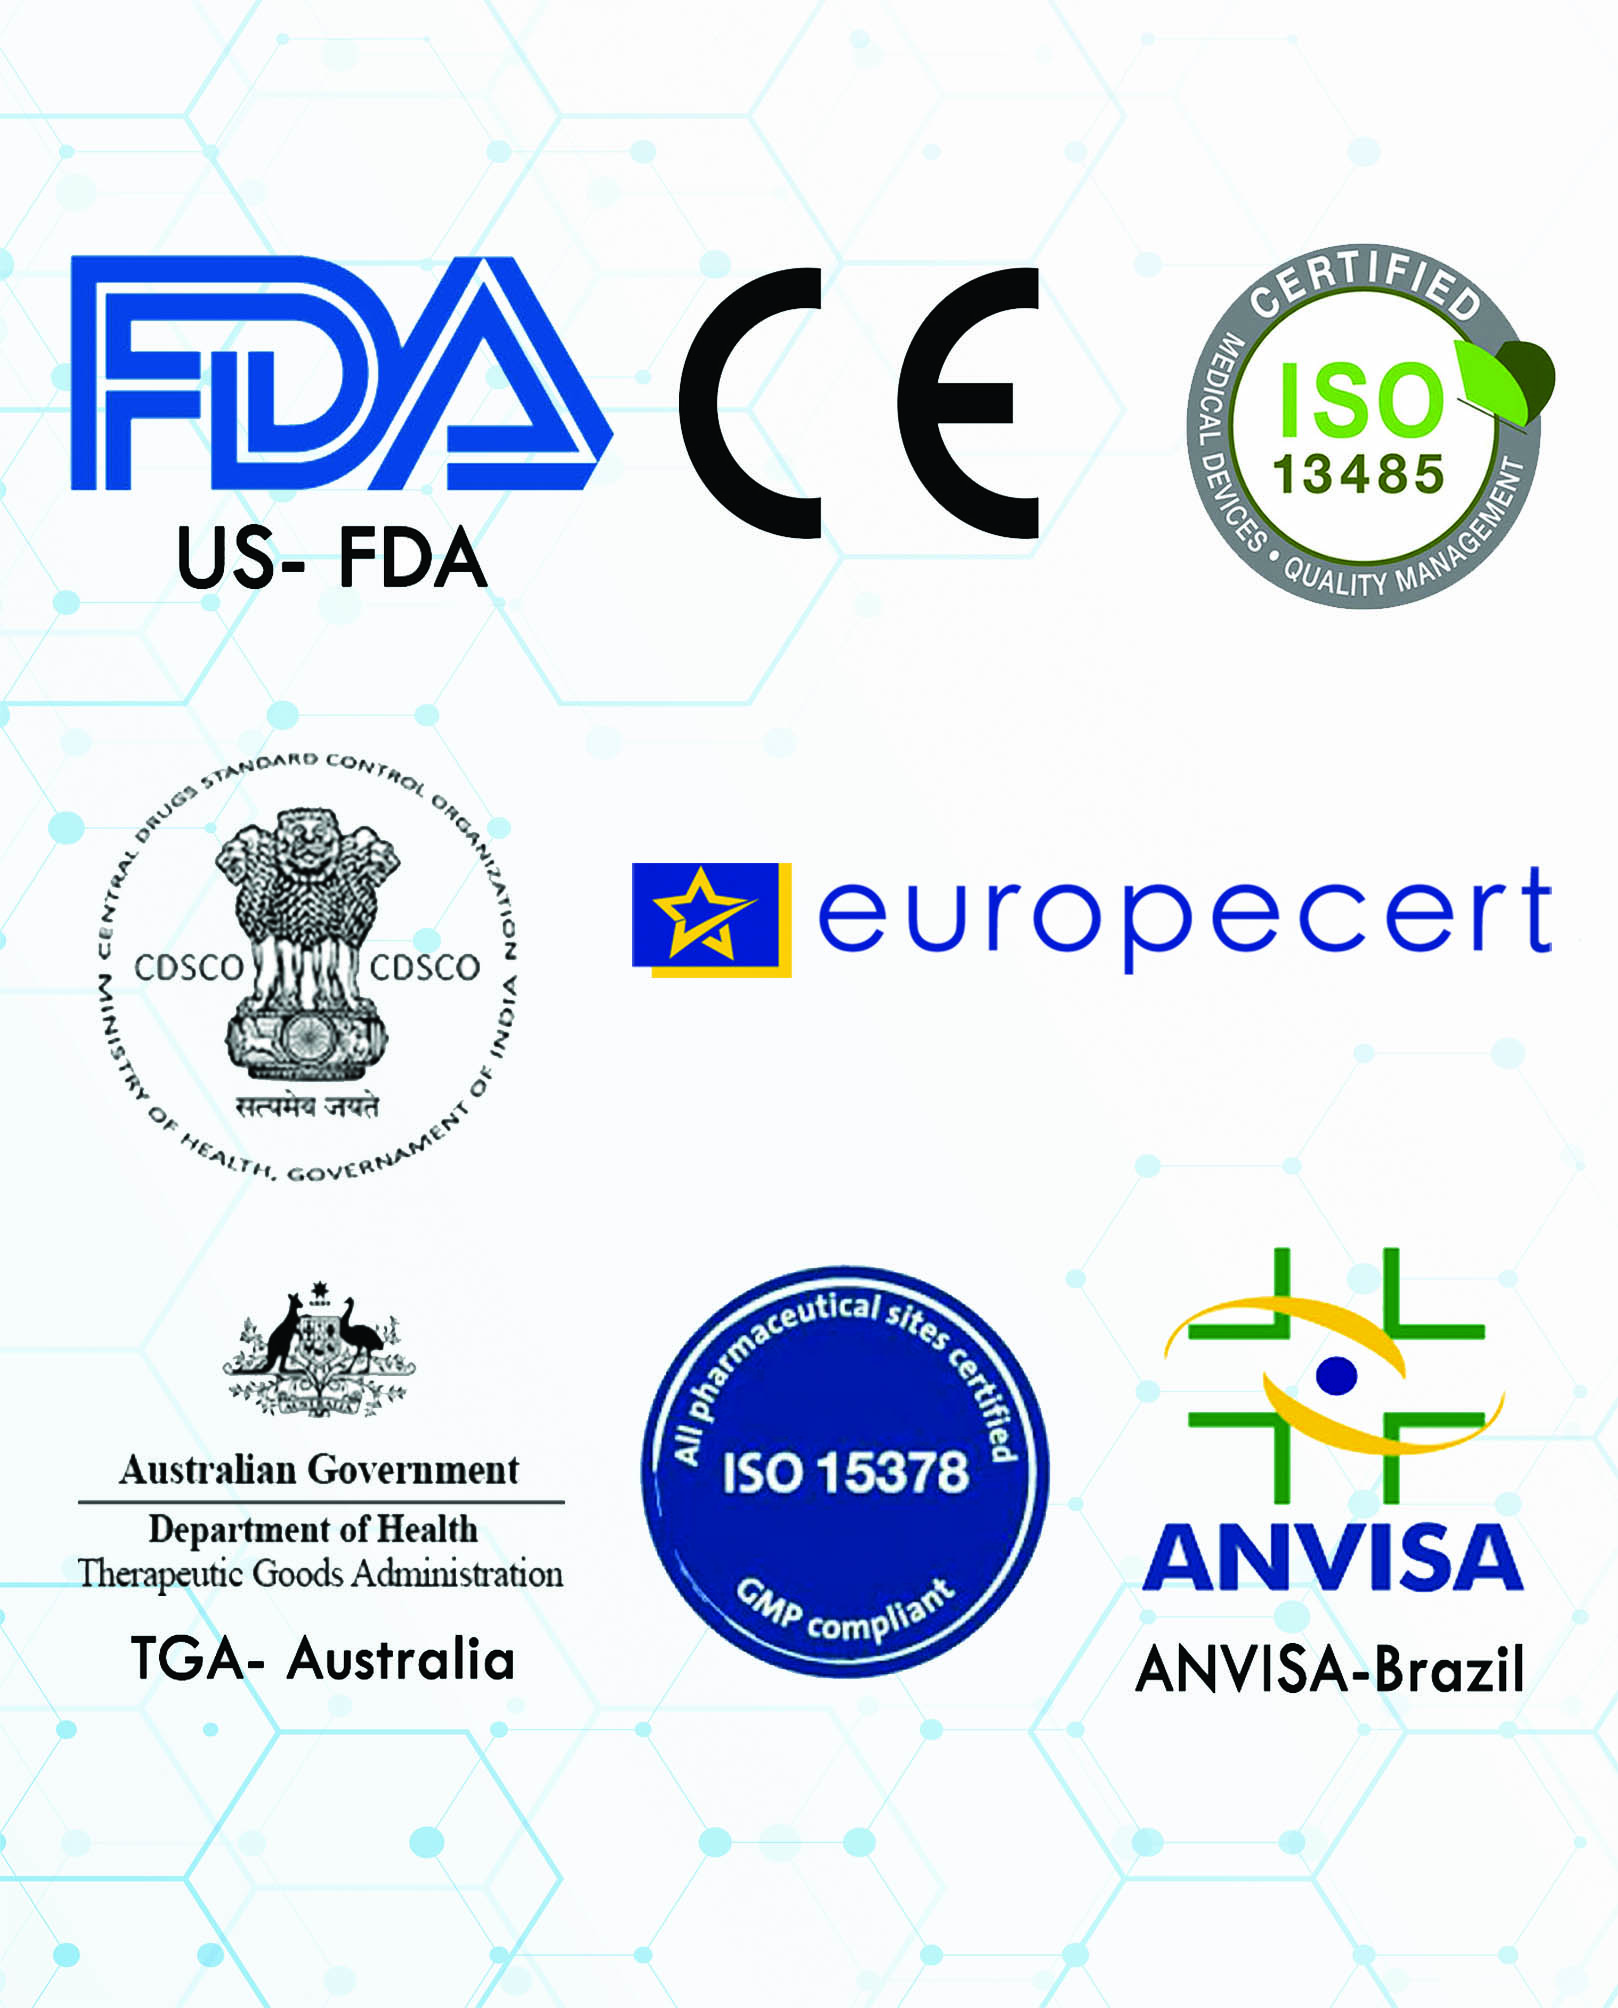 FDA
US- FDA
CE
CERTIFIED
ISO
13485
MEDICAL DEVICES • QUALITY MANAGEMENT
CENTRAL DRUGS STANDARD CONTROL ORGANIZATION
CDSCO CDSCO
सत्यमेव जयते
MINISTRY OF HEALTH, GOVERNAMENT OF INDIA
europecert
AUSTRALIA
Australian Government
Department of Health
Therapeutic Goods Administration
TGA- Australia
All pharmaceutical sites certified
ISO 15378
GMP compliant
ANVISA
ANVISA-Brazil